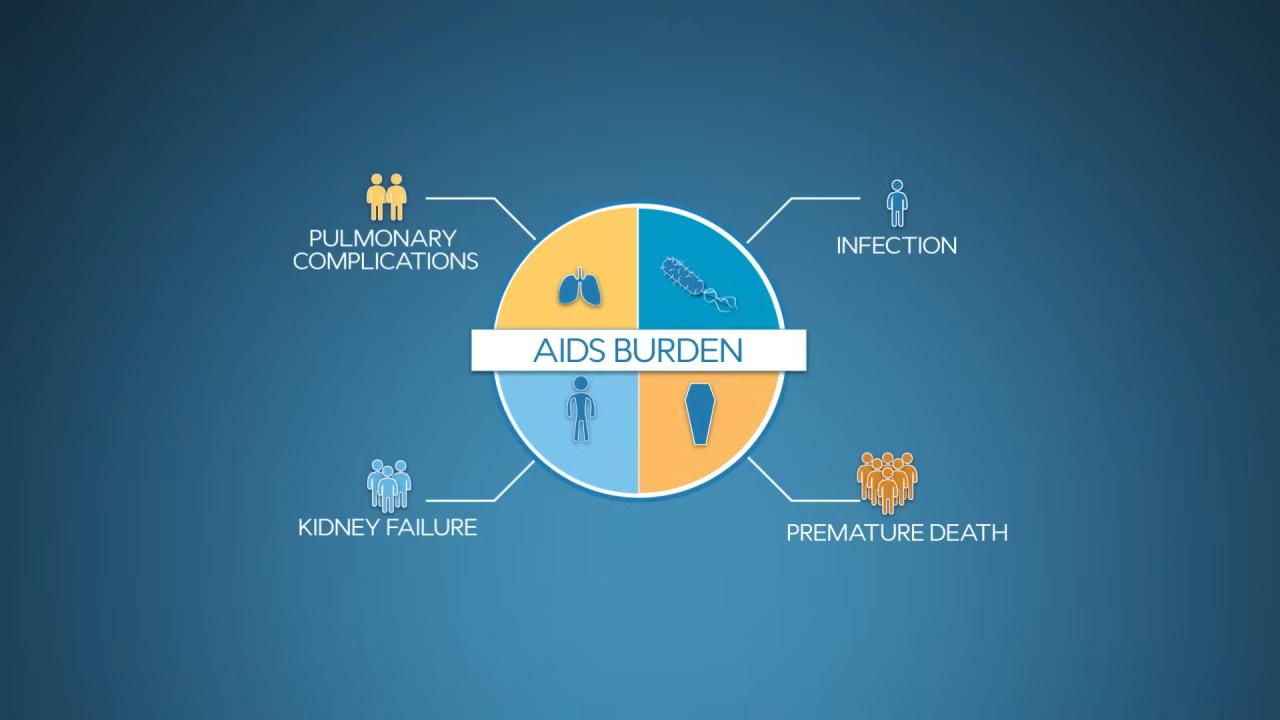 PULMONARY
COMPLICATIONS
INFECTION
AIDS BURDEN
KIDNEY FAILURE
PREMATURE DEATH